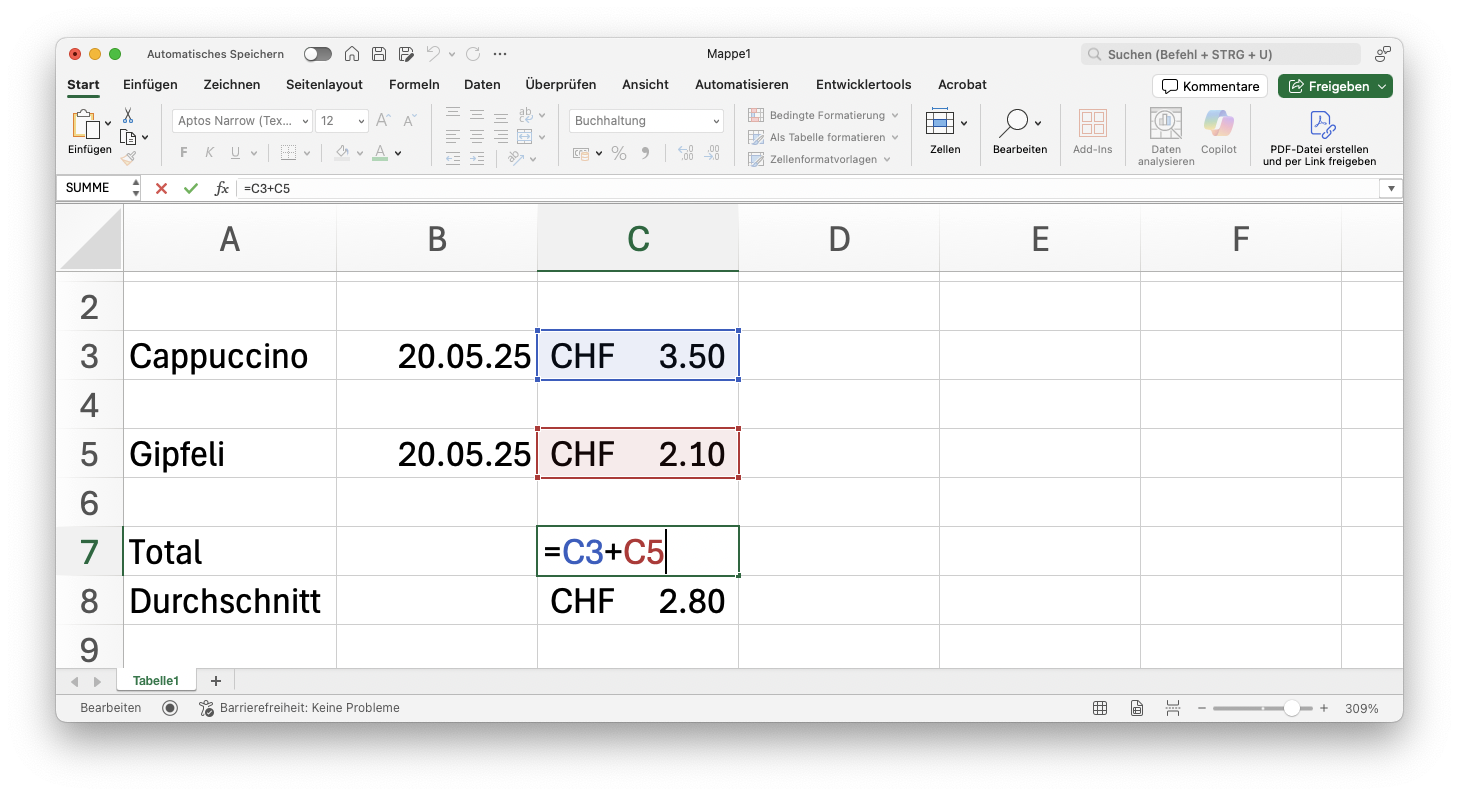 Automatisches Speichern Mappe1 Suchen (Befehl + STRG + U)
Start Einfügen Zeichnen Seitenlayout Formeln Daten Überprüfen Ansicht Automatisieren Entwicklertools Acrobat Kommentare Freigeben
Einfügen
Aptos Narrow (Tex... 12 A A
F K U A
ab
Buchhaltung
%
Bedingte Formatierung
Als Tabelle formatieren
Zellenformatvorlagen
Zellen
Bearbeiten
Add-Ins
Daten
analysieren
Copilot
PDF-Datei erstellen
und per Link freigeben
SUMME fx =C3+C5
A B C D E F
2
3 Cappuccino 20.05.25 CHF 3.50
4
5 Gipfeli 20.05.25 CHF 2.10
6
7 Total =C3+C5
8 Durchschnitt CHF 2.80
9
Tabelle1 +
Bearbeiten Barrierefreiheit: Keine Probleme − + 309%